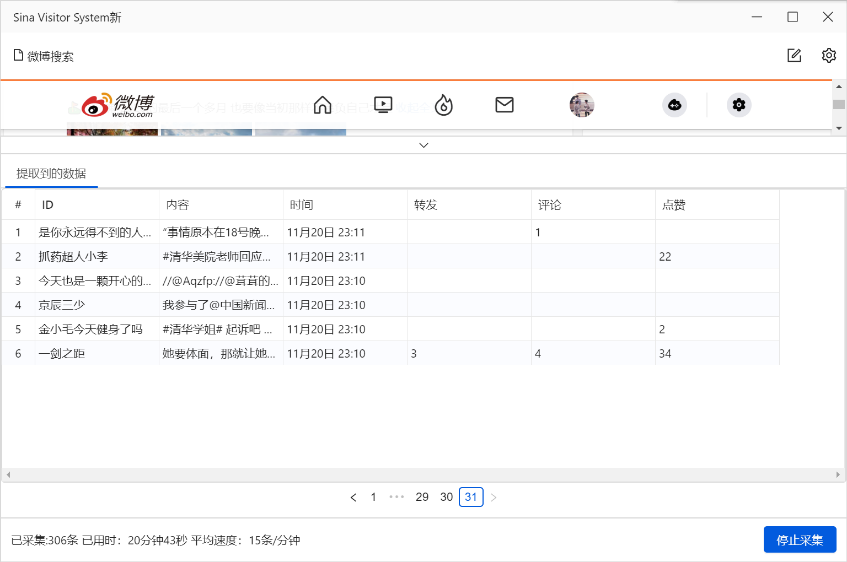 Sina Visitor System新
微博搜索
微博
weibo.com
提取到的数据
# ID 内容 时间 转发 评论 点赞
1 是你永远得不到的人... “事情原本在18号晚... 11月20日 23:11 1
2 抓药超人小李 #清华美院老师回应... 11月20日 23:11 22
3 今天也是一颗开心的... //@Aqzfp://@茸茸的... 11月20日 23:10
4 京辰三少 我参与了@中国新闻... 11月20日 23:10
5 金小毛今天健身了吗 #清华学姐# 起诉吧 ... 11月20日 23:10 2
6 一剑之距 她要体面，那就让她... 11月20日 23:10 3 4 34
1 ••• 29 30 31
已采集:306条 已用时：20分钟43秒 平均速度：15条/分钟
停止采集